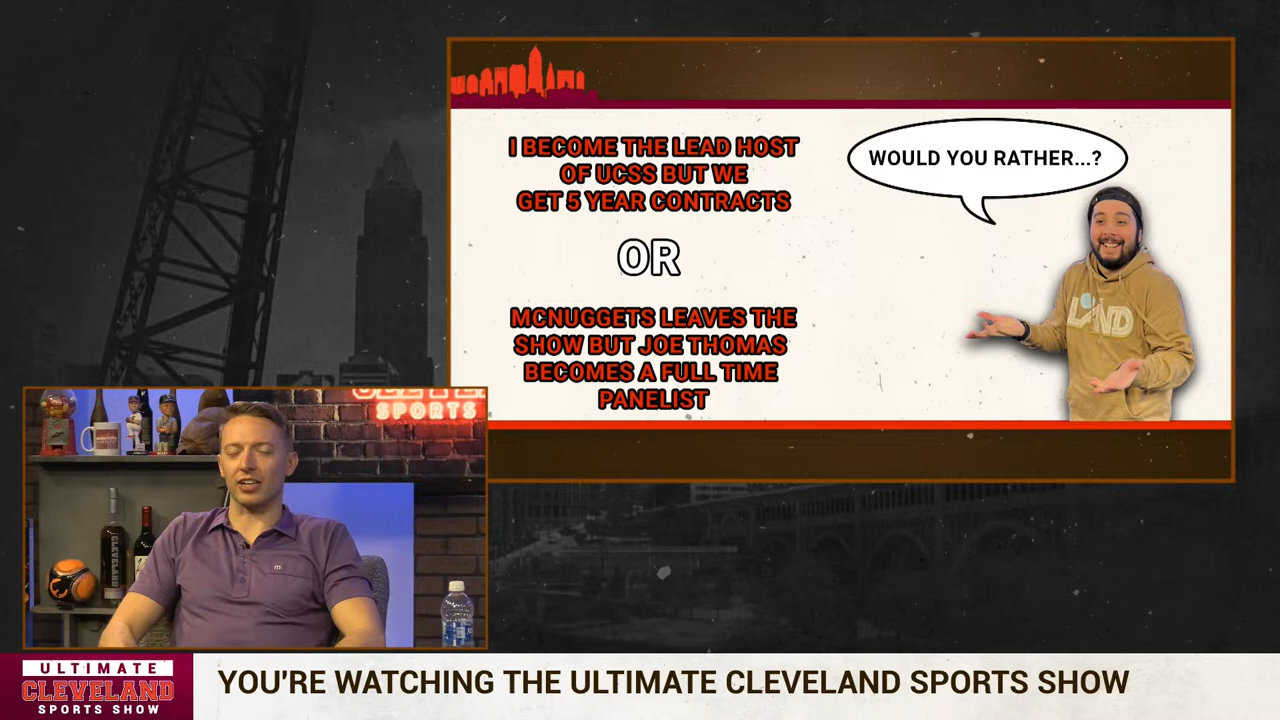 I BECOME THE LEAD HOST
OF UCSS BUT WE
GET 5 YEAR CONTRACTS
OR
MCNUGGETS LEAVES THE
SHOW BUT JOE THOMAS
BECOMES A FULL TIME
PANELIST
WOULD YOU RATHER...?
LAND
SPORTS
CLEVELAND
m
ULTIMATE
CLEVELAND
SPORTS SHOW
YOU'RE WATCHING THE ULTIMATE CLEVELAND SPORTS SHOW